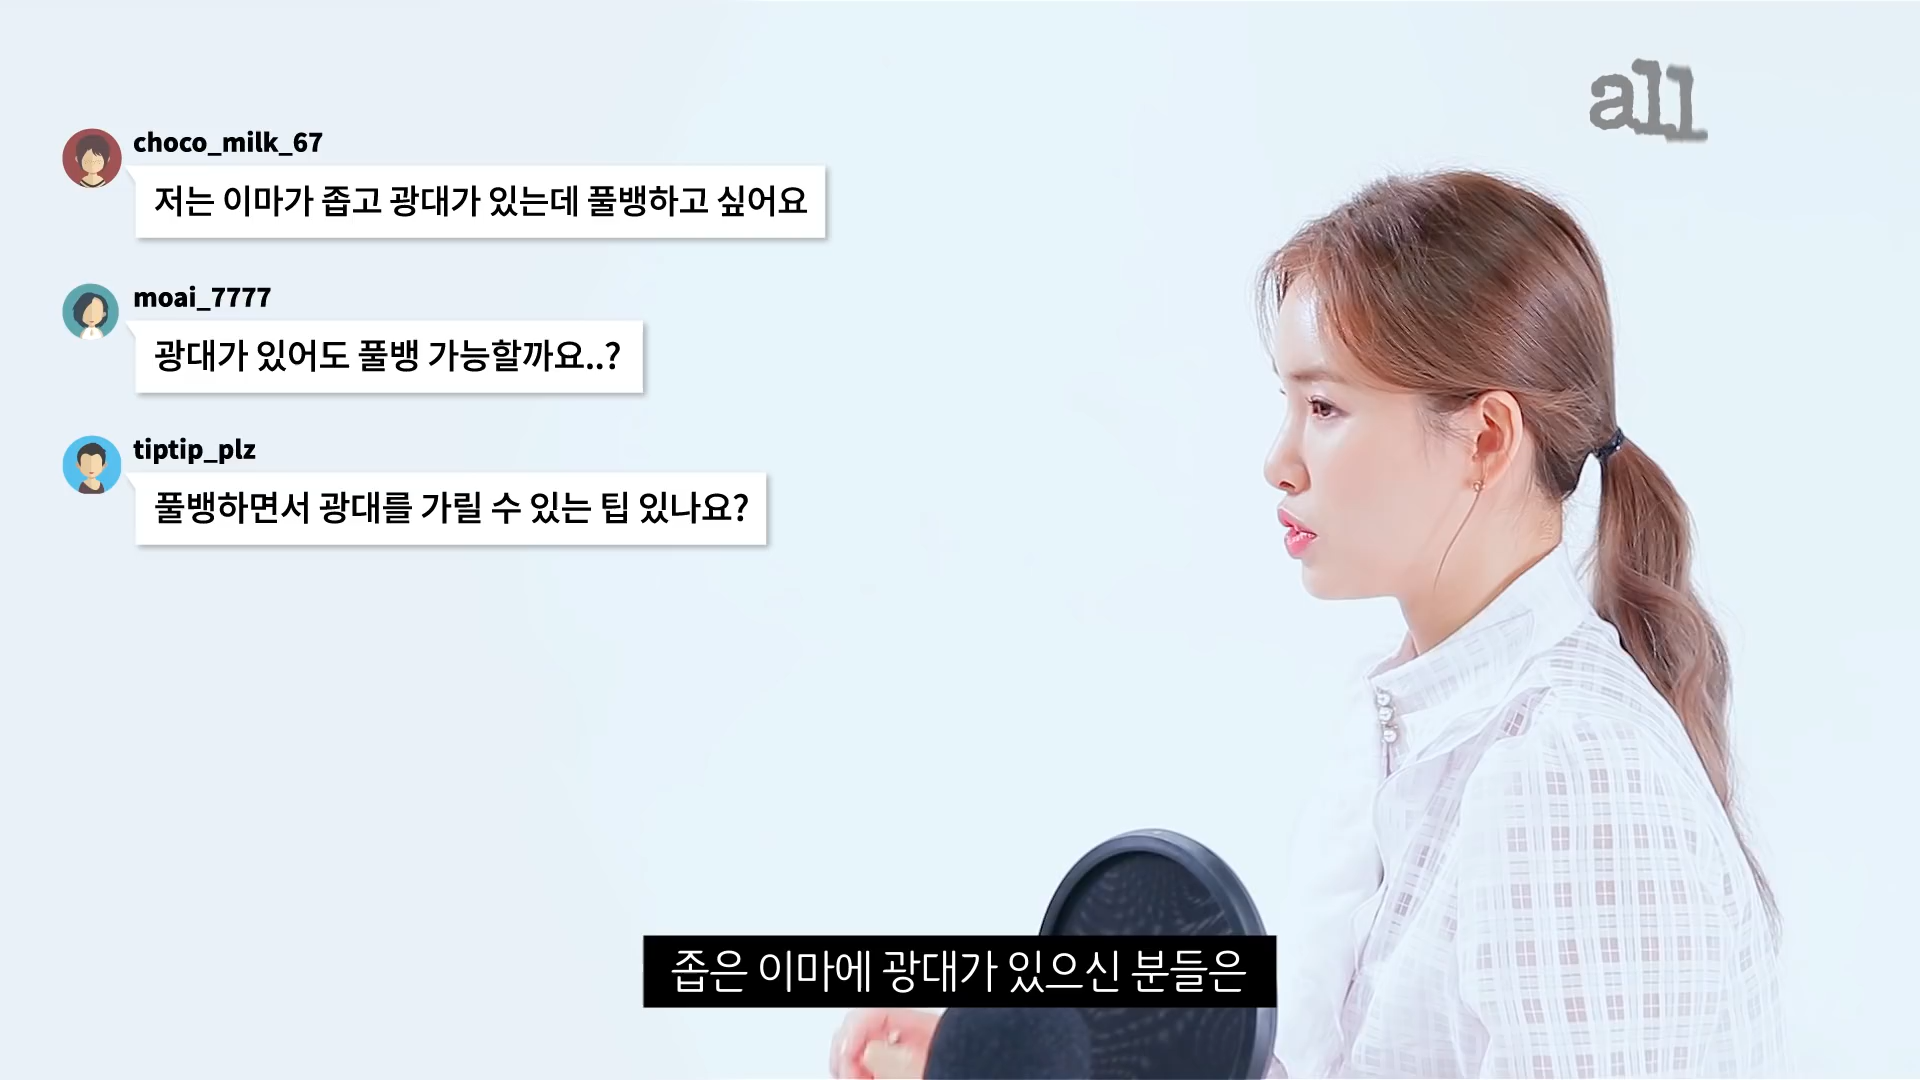 all
choco_milk_67
저는 이마가 좁고 광대가 있는데 풀뱅하고 싶어요
moai_7777
광대가 있어도 풀뱅 가능할까요..?
tiptip_plz
풀뱅하면서 광대를 가릴 수 있는 팁 있나요?
좁은 이마에 광대가 있으신 분들은